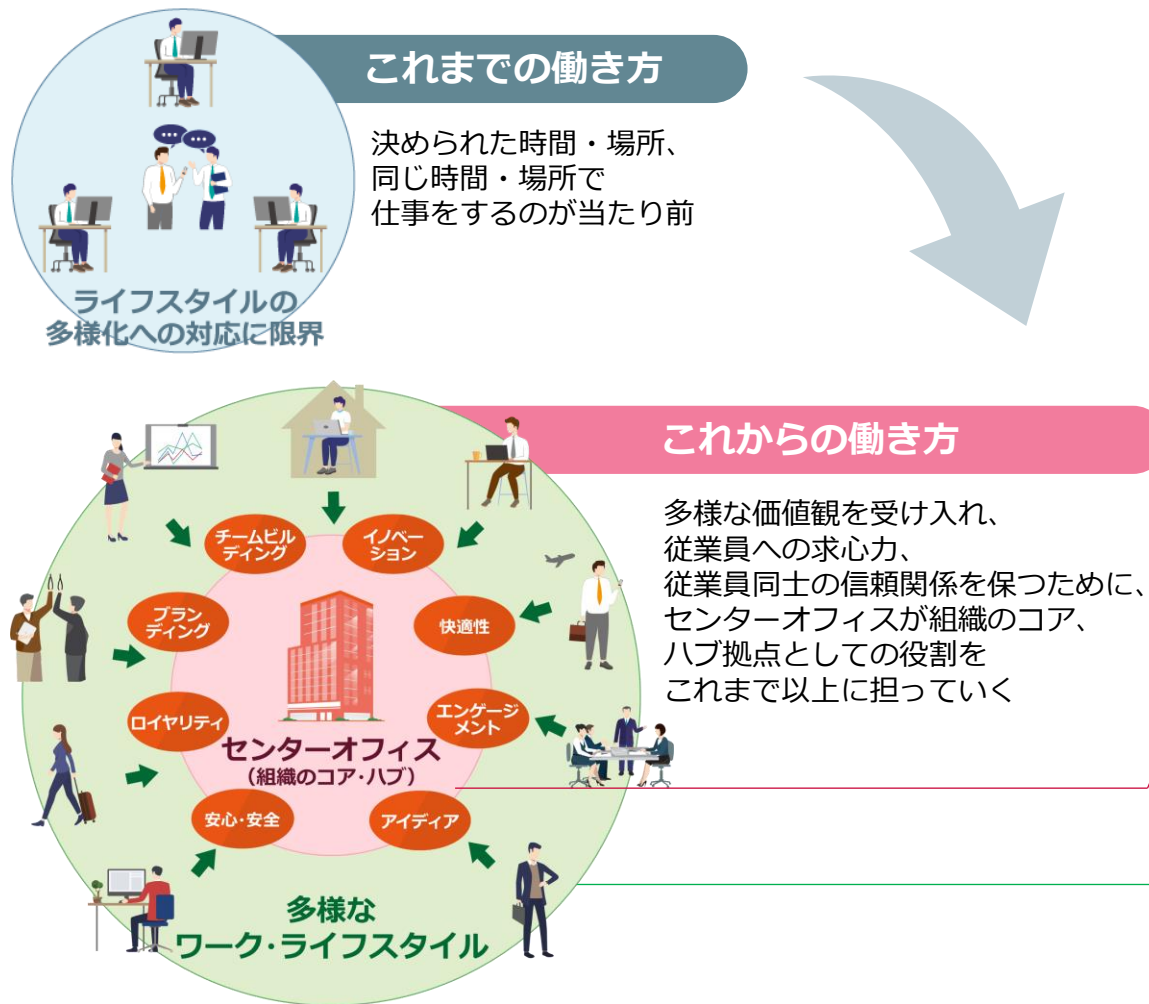 これまでの働き方
決められた時間・場所、
同じ時間・場所で
仕事をするのが当たり前
ライフスタイルの
多様化への対応に限界
これからの働き方
多様な価値観を受け入れ、
従業員への求心力、
従業員同士の信頼関係を保つために、
センターオフィスが組織のコア、
ハブ拠点としての役割を
これまで以上に担っていく
チームビル
ディング
イノベー
ション
ブラン
ディング
快適性
ロイヤリティ
エンゲージ
メント
センターオフィス
（組織のコア・ハブ）
安心・安全
アイディア
多様な
ワーク・ライフスタイル